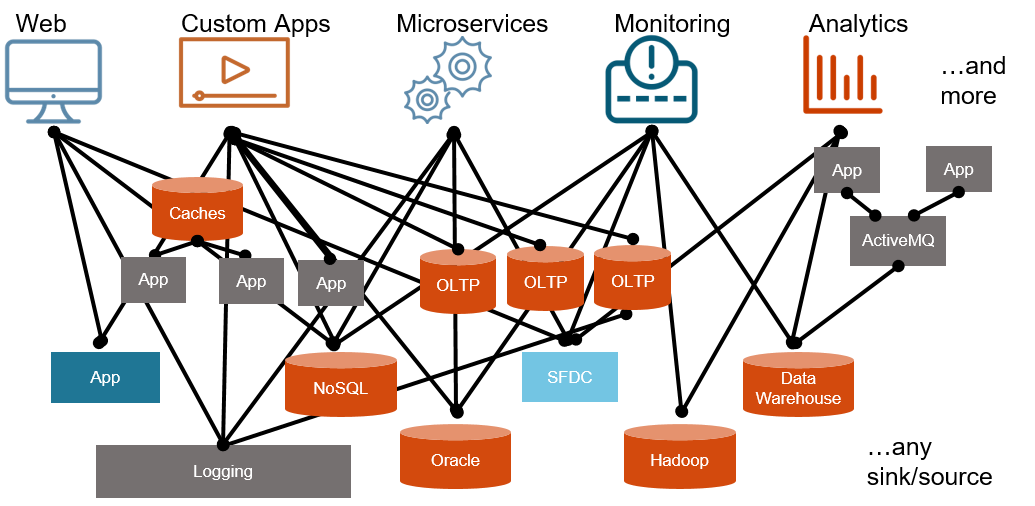 Web
Custom Apps
Microservices
Monitoring
Analytics
…and
more
App
App
Caches
ActiveMQ
App
App
App
OLTP
OLTP
OLTP
App
NoSQL
SFDC
Data
Warehouse
Logging
Oracle
Hadoop
…any
sink/source